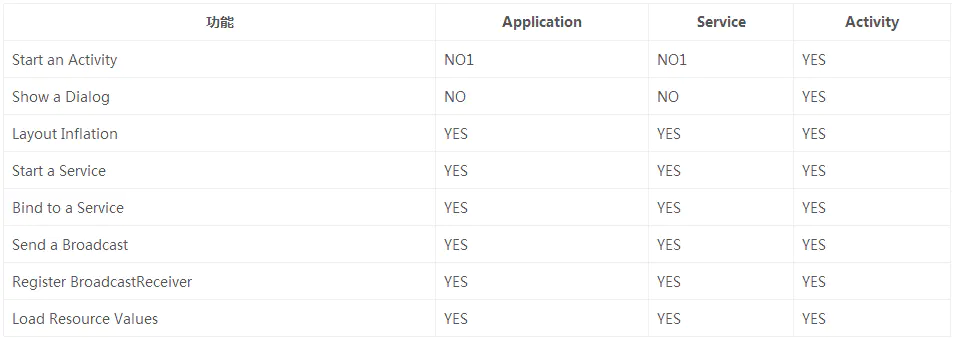 功能 Application Service Activity
Start an Activity NO1 NO1 YES
Show a Dialog NO NO YES
Layout Inflation YES YES YES
Start a Service YES YES YES
Bind to a Service YES YES YES
Send a Broadcast YES YES YES
Register BroadcastReceiver YES YES YES
Load Resource Values YES YES YES